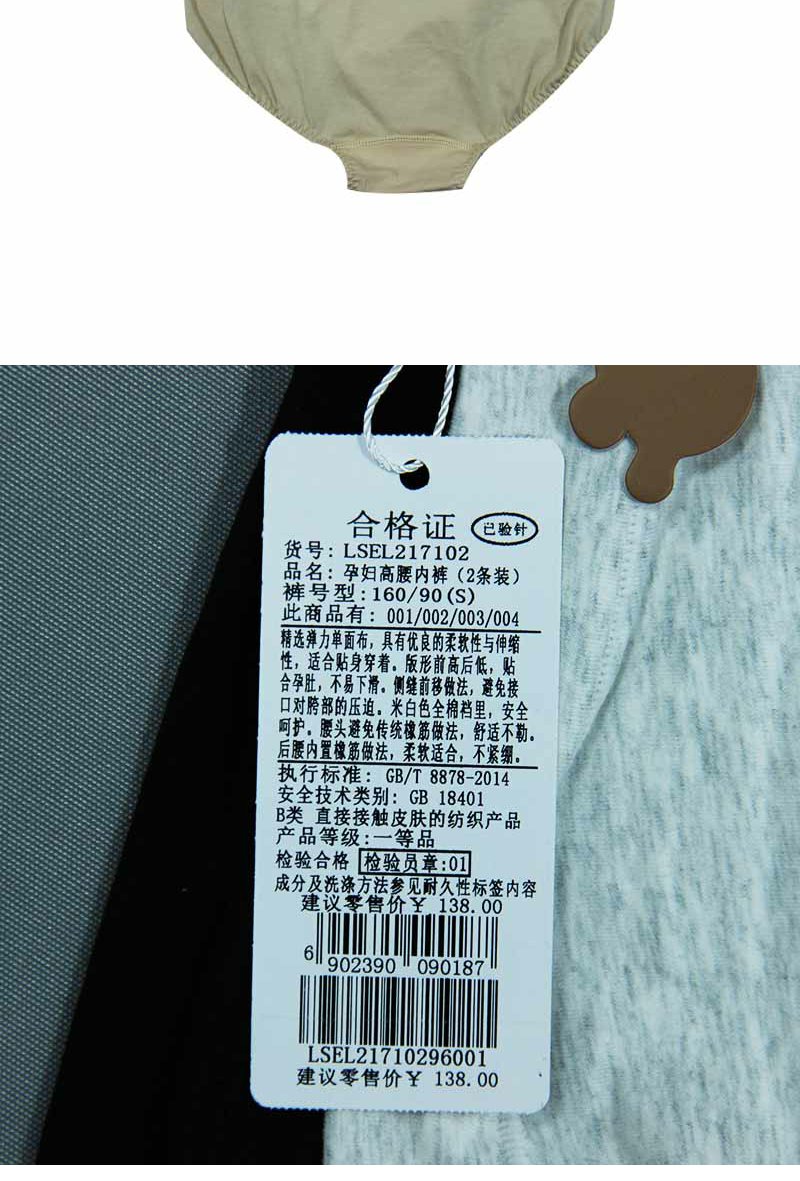 合格证 已验针
货号: LSEL217102
品名: 孕妇高腰内裤 (2条装)
裤号型: 160/90 (S)
此商品有: 001/002/003/004
精选弹力单面布, 具有优良的柔软性与伸缩
性, 适合贴身穿着。版形前高后低, 贴
合孕肚, 不易下滑。侧缝前移做法, 避免接
口对胯部的压迫。米白色全棉裆里, 安全
呵护。腰头避免传统橡筋做法, 舒适不勒。
后腰内置橡筋做法, 柔软适合, 不紧绷。
执行标准: GB/T 8878-2014
安全技术类别: GB 18401
B类 直接接触皮肤的纺织产品
产品等级: 一等品
检验合格 检验员章:01
成分及洗涤方法参见耐久性标签内容
建议零售价¥ 138.00
6 902390 090187
LSEL21710296001
建议零售价¥ 138.00